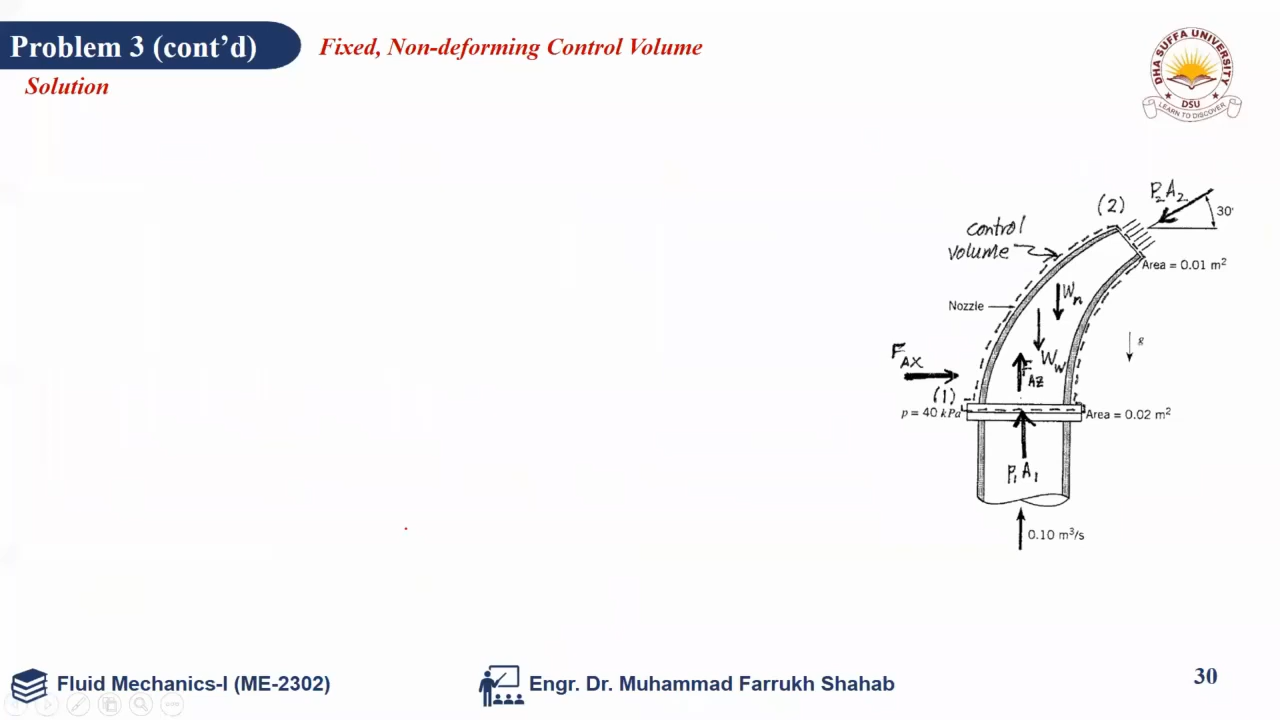 Problem 3 (cont’d)
Fixed, Non-deforming Control Volume
Solution
DHA SUFFA UNIVERSITY
DSU
LEARN TO DISCOVER
P₂A₂
(2)
30°
control
volume
Area = 0.01 m²
Wn
Nozzle
g
FAX
Ww
FAZ
(1)
p = 40 kPa
Area = 0.02 m²
P₁A₁
0.10 m³/s
Fluid Mechanics-I (ME-2302)
Engr. Dr. Muhammad Farrukh Shahab
30